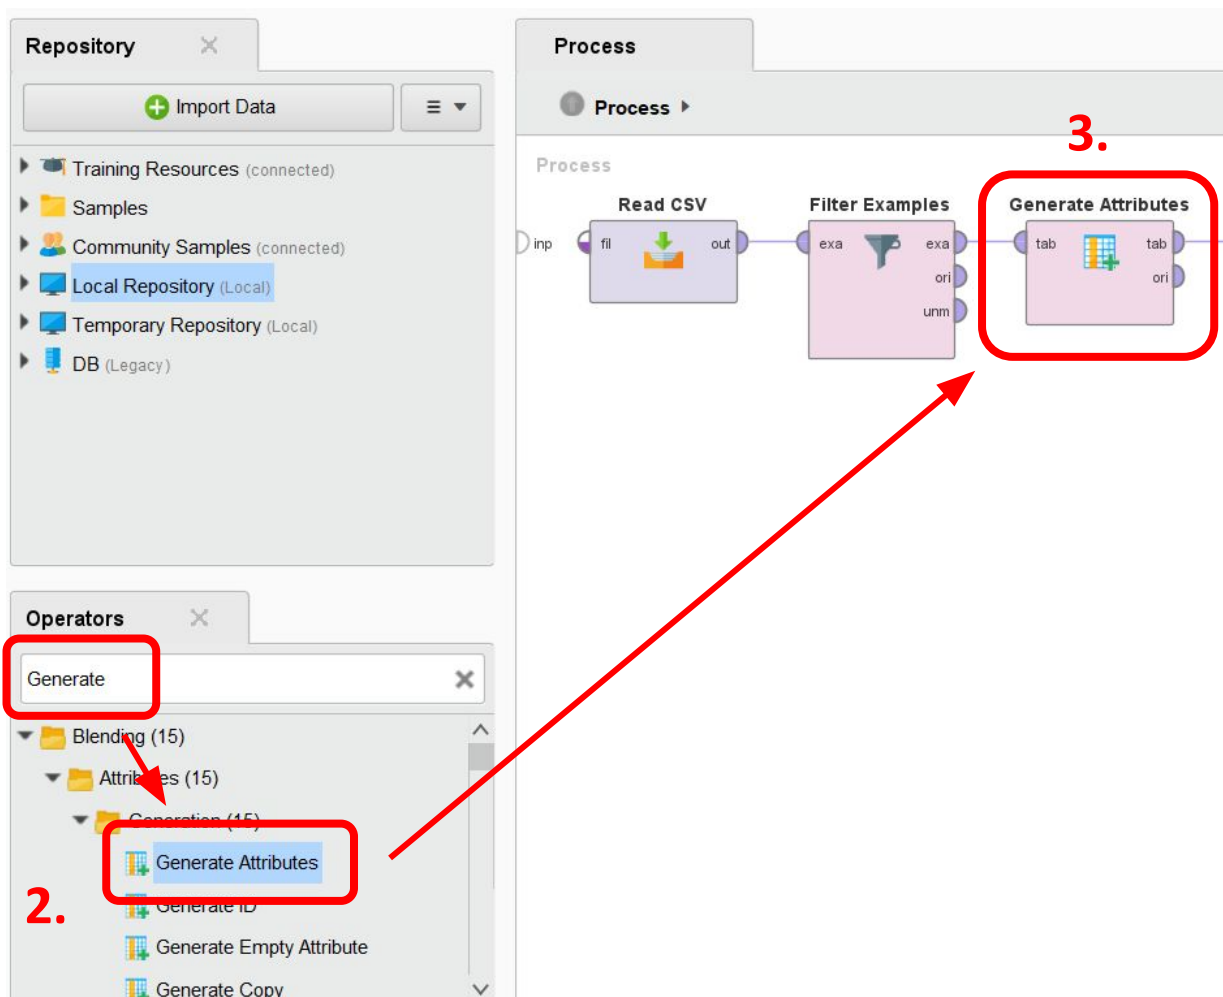 Repository
Import Data
Training Resources (connected)
Samples
Community Samples (connected)
Local Repository (Local)
Temporary Repository (Local)
DB (Legacy)
Operators
Generate
Blending (15)
Attributes (15)
Generation (15)
Generate Attributes
2.
Generate ID
Generate Empty Attribute
Generate Copy
Process
Process
3.
Process
Read CSV
Filter Examples
Generate Attributes
inp
fil
out
exa
exa
ori
unm
tab
tab
ori